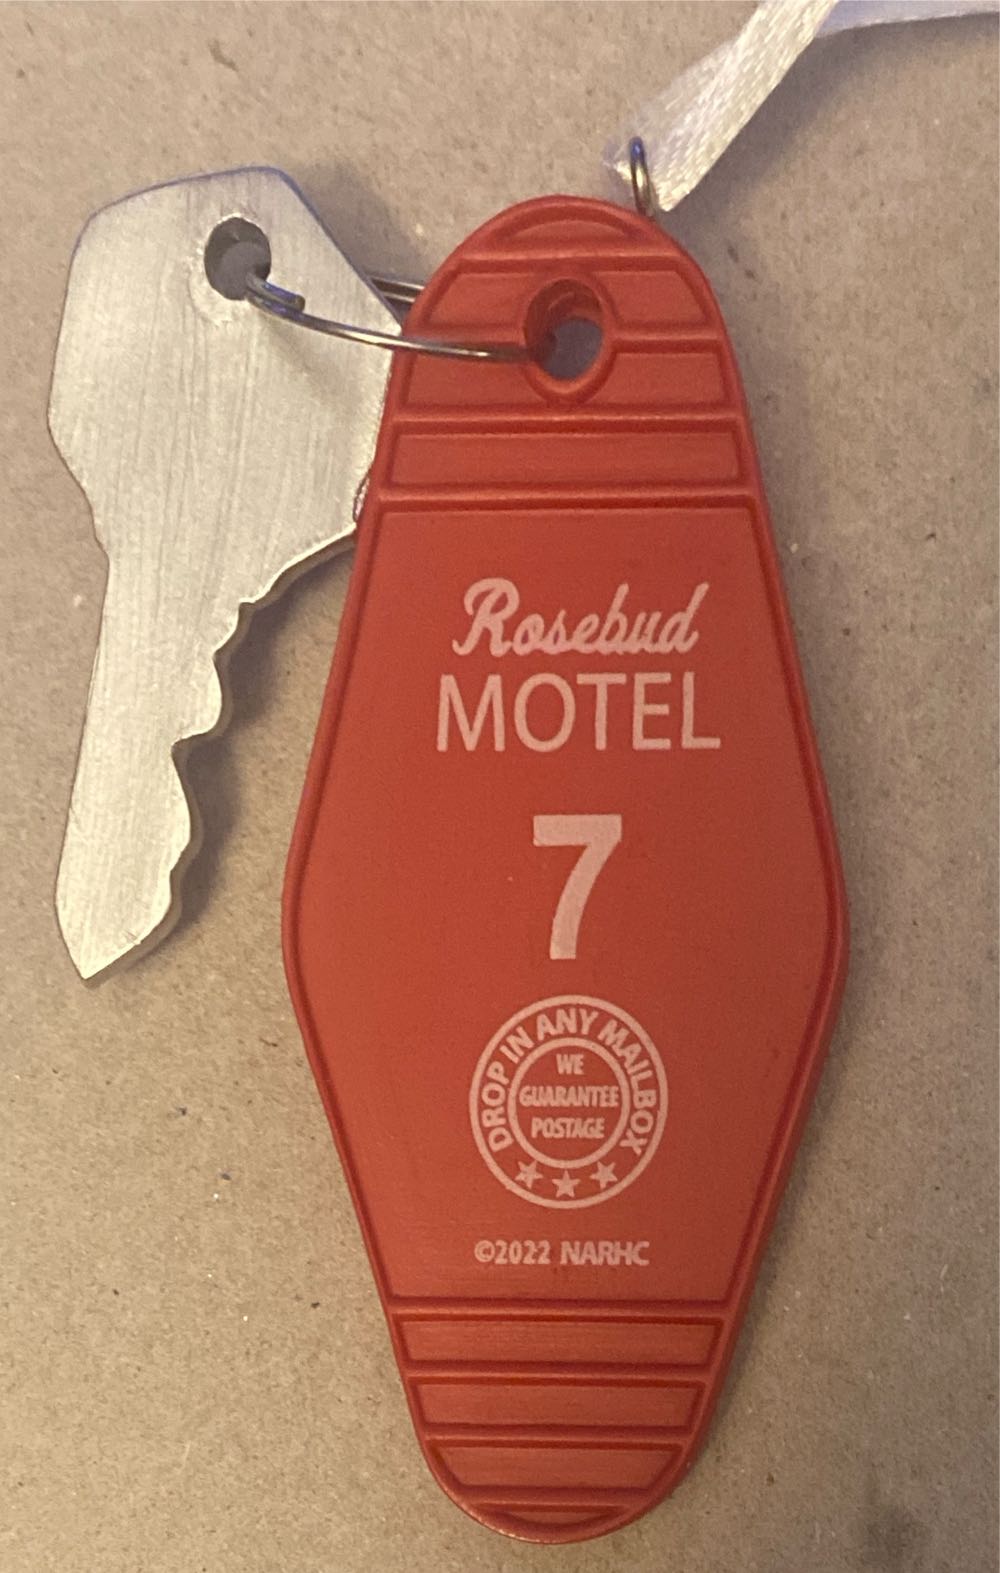 Rosebud
MOTEL
7
DROP IN ANY MAILBOX
WE
GUARANTEE
POSTAGE
©2022 NARHC